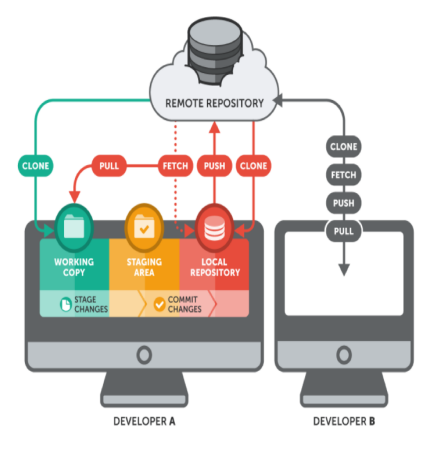 REMOTE REPOSITORY
CLONE
PULL
FETCH
PUSH
CLONE
CLONE
FETCH
PUSH
PULL
WORKING
COPY
STAGING
AREA
LOCAL
REPOSITORY
STAGE
CHANGES
COMMIT
CHANGES
DEVELOPER A
DEVELOPER B